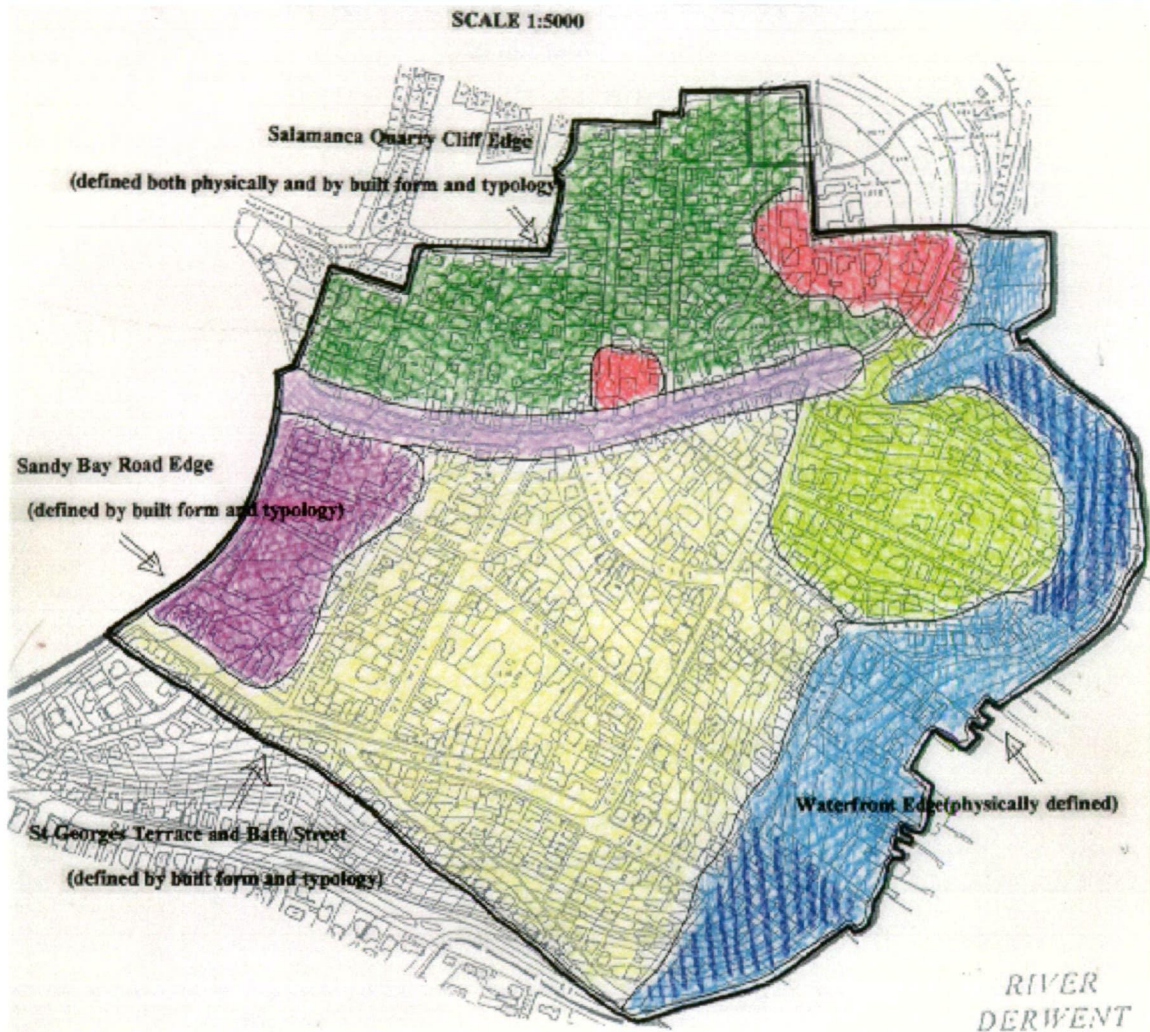 SCALE 1:5000
Salamanca Quarry Cliff Edge
(defined both physically and by built form and typology)
Sandy Bay Road Edge
(defined by built form and typology)
Waterfront Edge(physically defined)
St Georges Terrace and Bath Street
(defined by built form and typology)
RIVER
DERWENT